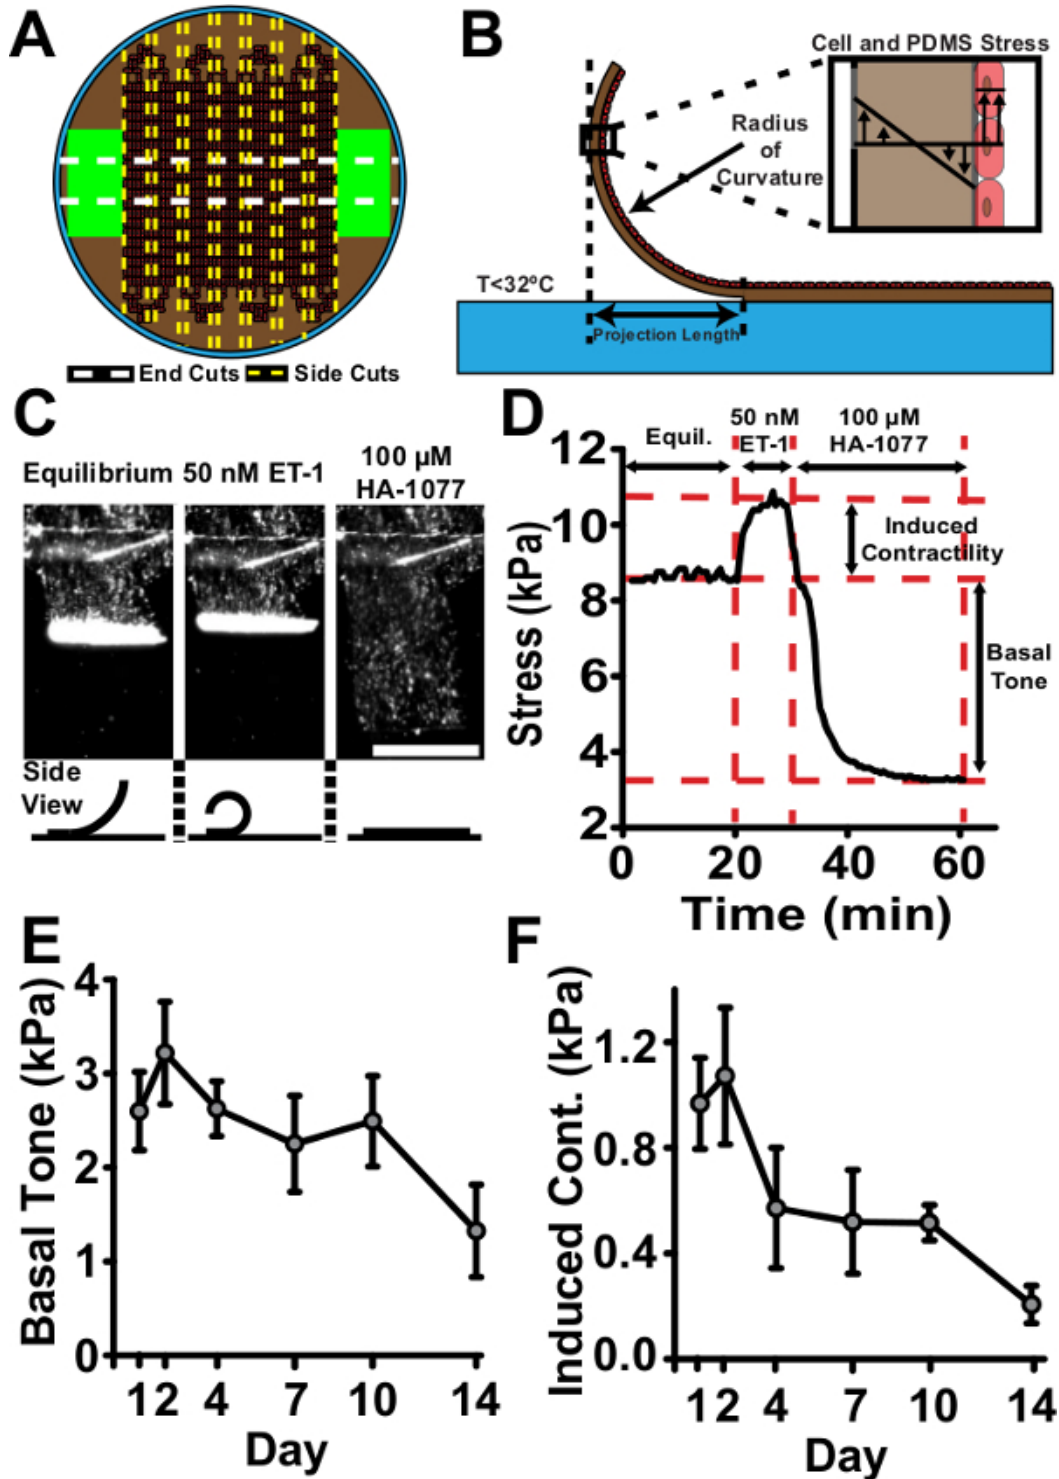 A
End Cuts
Side Cuts
B
Cell and PDMS Stress
Radius
of
Curvature
T<32ºC
Projection Length
C
Equilibrium
50 nM ET-1
100 µM
HA-1077
Side
View
D
Equil.
50 nM
ET-1
100 µM
HA-1077
Induced
Contractility
Basal
Tone
Stress (kPa)
12
10
8
6
4
2
0
20
40
60
Time (min)
E
Basal Tone (kPa)
4
3
2
1
0
1
2
4
7
10
14
Day
F
Induced Cont. (kPa)
1.2
0.8
0.4
0.0
1
2
4
7
10
14
Day